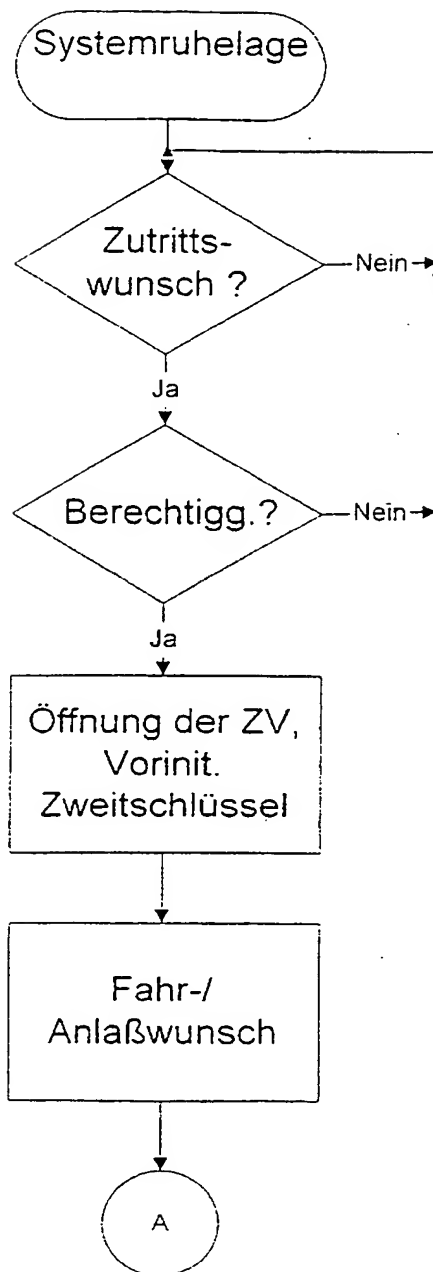 Systemruhelage
Zutritts-
wunsch ?
Nein
Ja
Berechtigg.?
Nein
Ja
Öffnung der ZV,
Vorinit.
Zweitschlüssel
Fahr-/
Anlaßwunsch
A